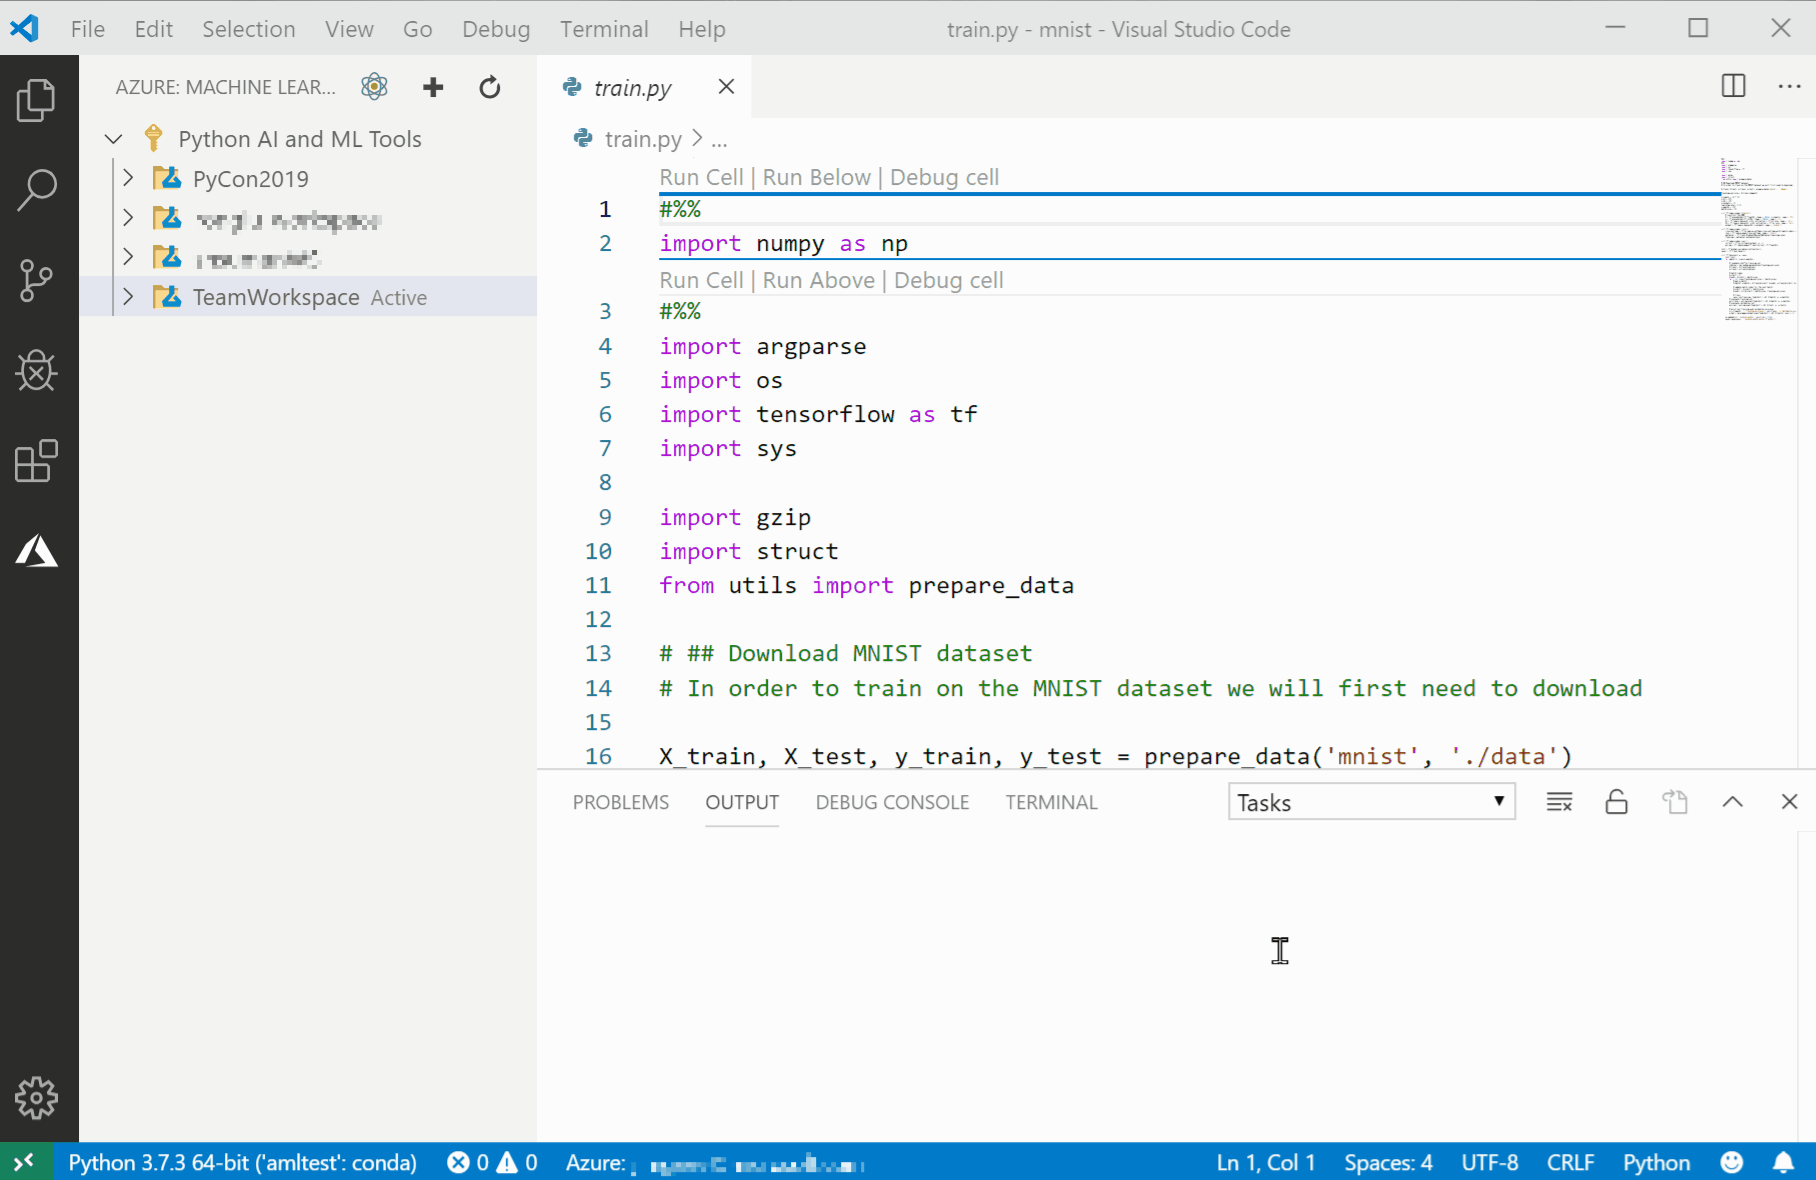 File Edit Selection View Go Debug Terminal Help train.py - mnist - Visual Studio Code
AZURE: MACHINE LEAR...
Python AI and ML Tools
PyCon2019
TeamWorkspace Active
train.py
train.py > ...
Run Cell | Run Below | Debug cell
1 #%%
2 import numpy as np
Run Cell | Run Above | Debug cell
3 #%%
4 import argparse
5 import os
6 import tensorflow as tf
7 import sys
8
9 import gzip
10 import struct
11 from utils import prepare_data
12
13 # ## Download MNIST dataset
14 # In order to train on the MNIST dataset we will first need to download
15
16 X_train, X_test, y_train, y_test = prepare_data('mnist', './data')
PROBLEMS OUTPUT DEBUG CONSOLE TERMINAL Tasks
Python 3.7.3 64-bit ('amltest': conda) 0 0 Azure: Ln 1, Col 1 Spaces: 4 UTF-8 CRLF Python